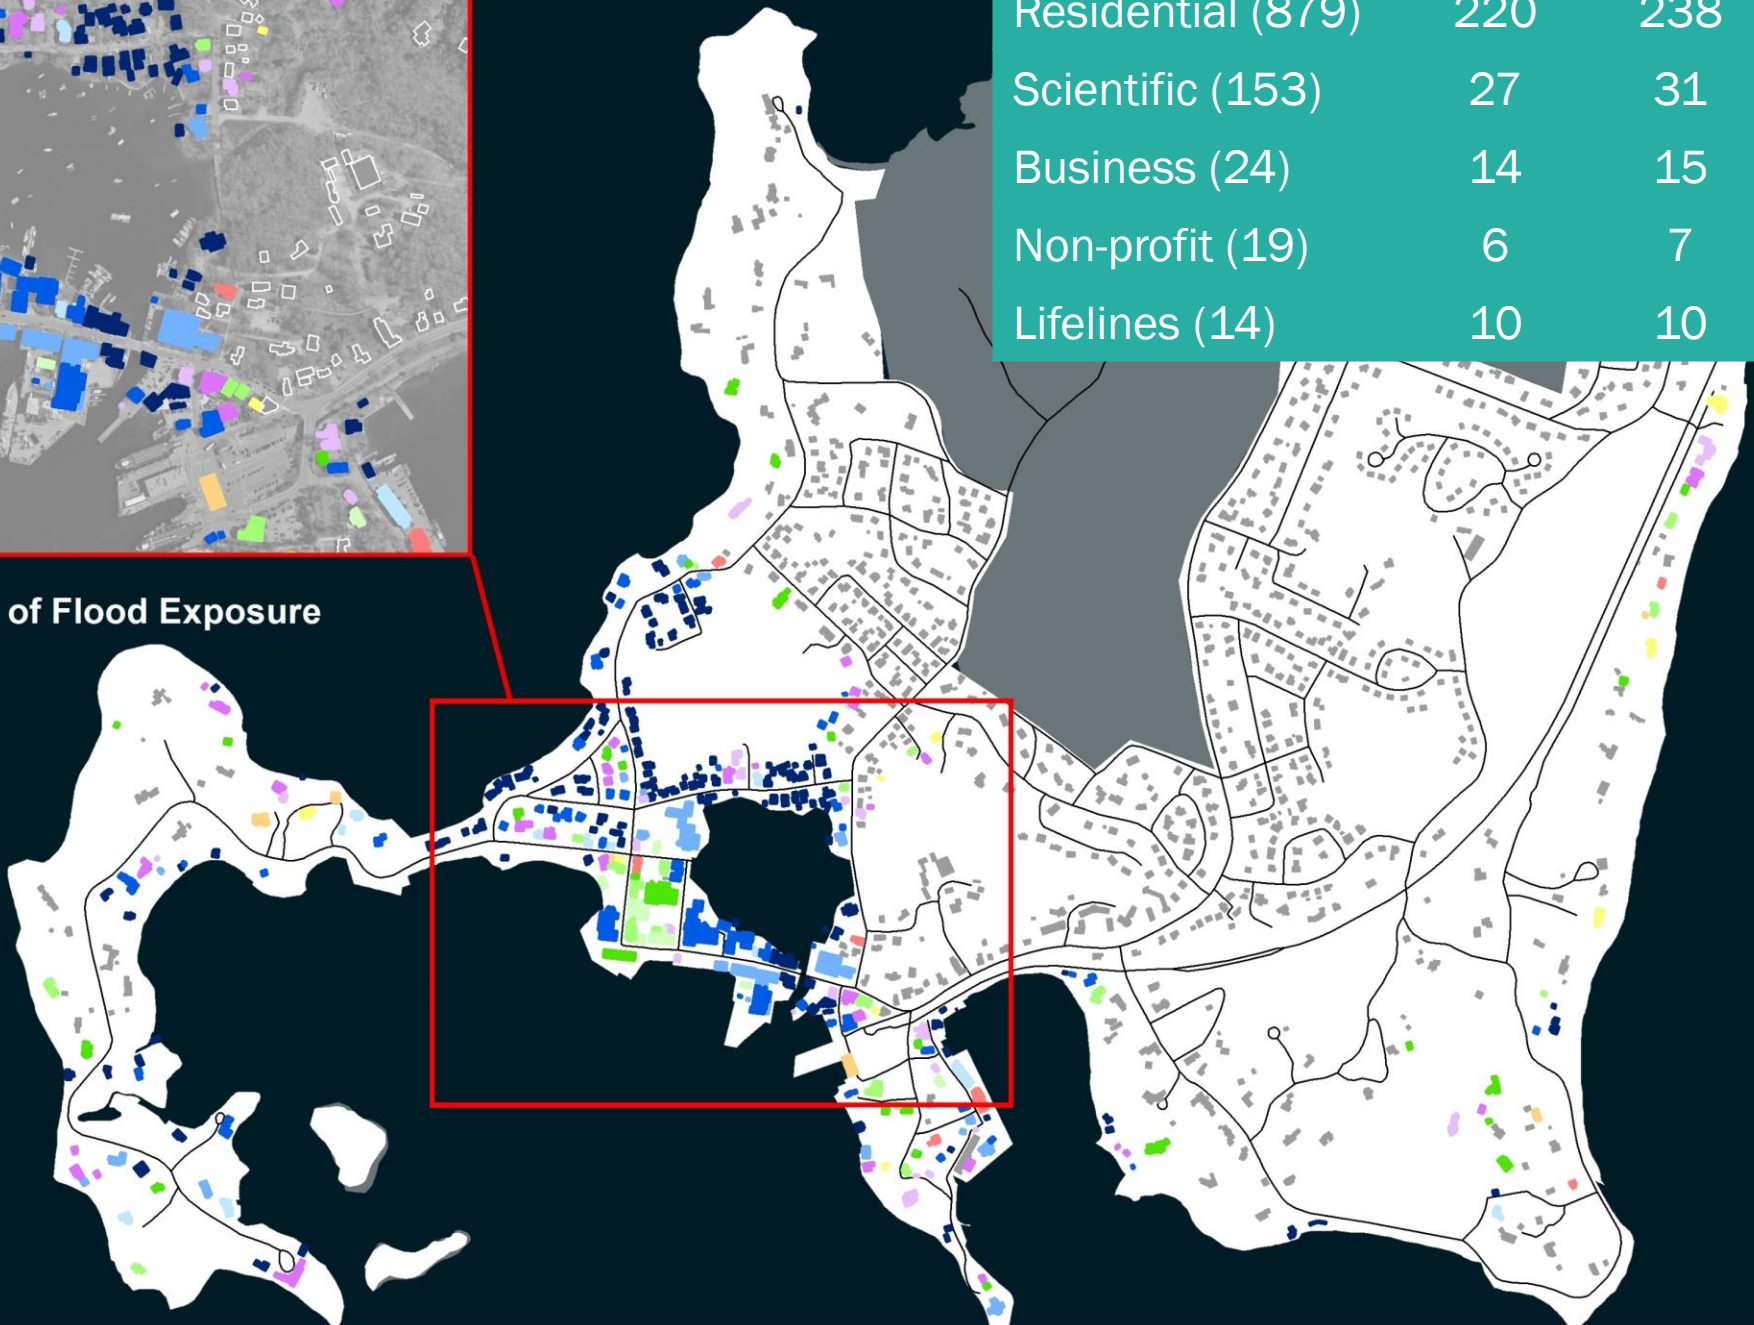 Residential (879) 220 238
Scientific (153) 27 31
Business (24) 14 15
Non-profit (19) 6 7
Lifelines (14) 10 10
of Flood Exposure